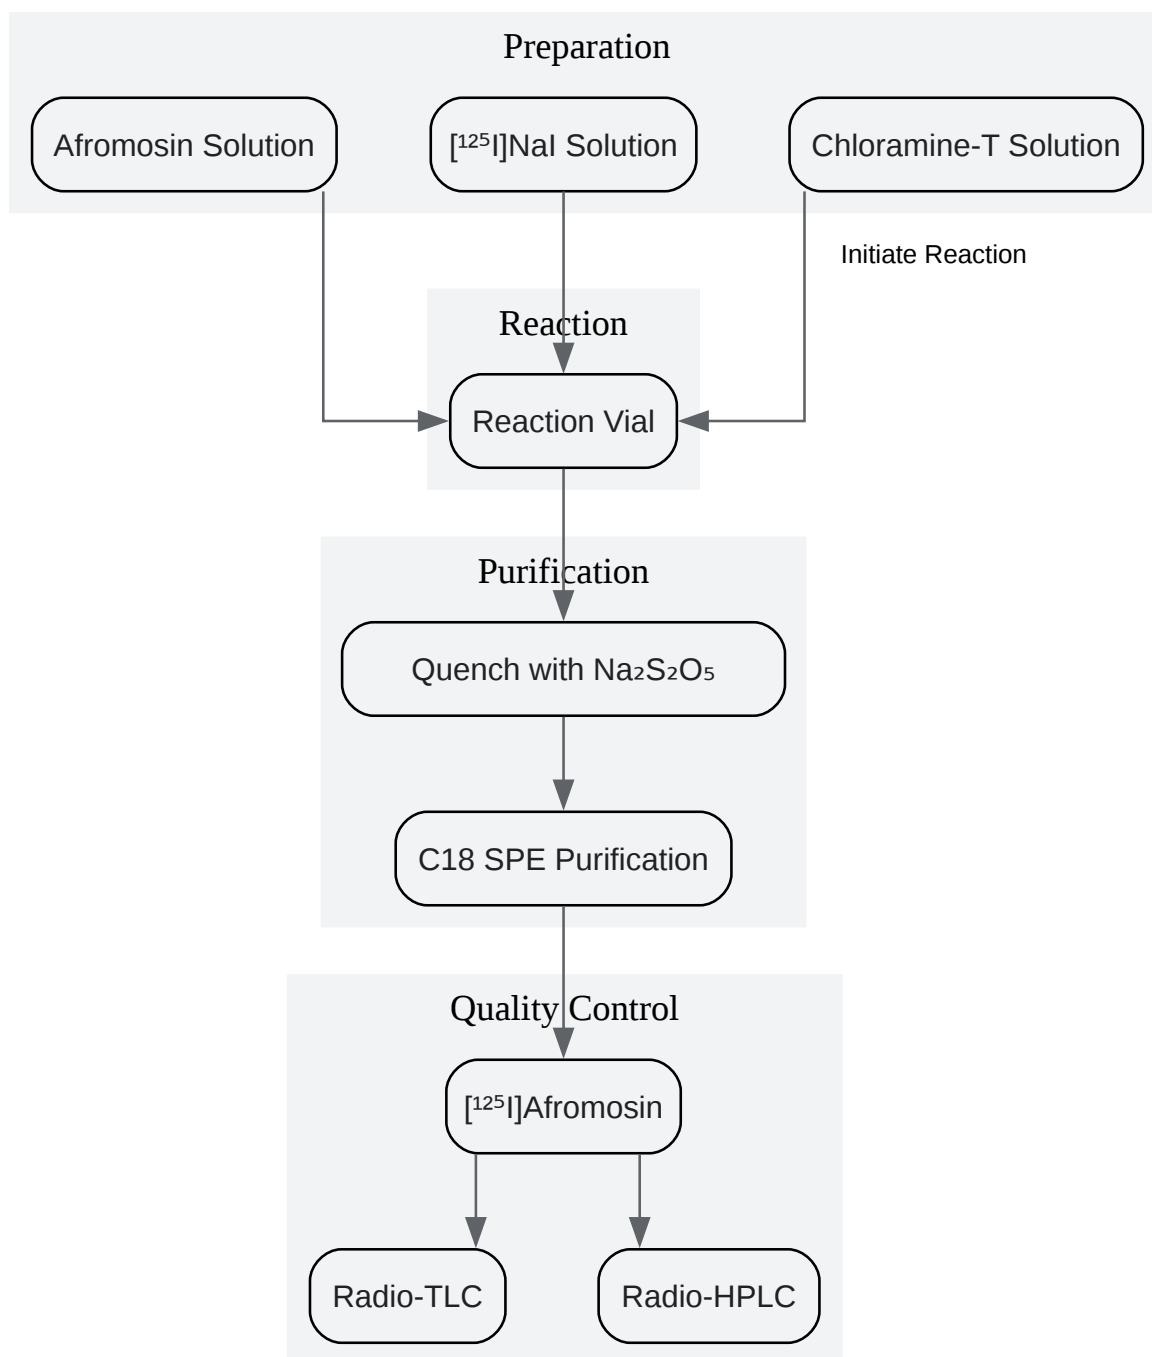 Preparation
Afromosin Solution
[¹²⁵I]NaI Solution
Chloramine-T Solution
Initiate Reaction
Reaction
Reaction Vial
Purification
Quench with Na₂S₂O₅
C18 SPE Purification
Quality Control
[¹²⁵I]Afromosin
Radio-TLC
Radio-HPLC